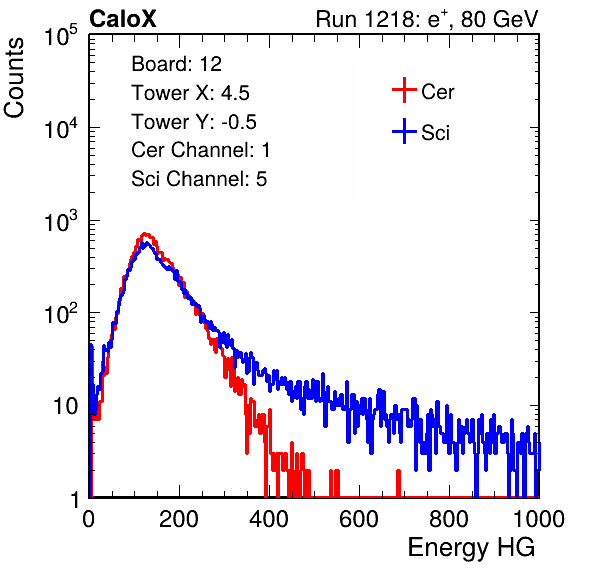 CaloX Run 1218: e⁺, 80 GeV
Counts
10⁵
10⁴
10³
10²
10
1
Board: 12
Tower X: 4.5
Tower Y: -0.5
Cer Channel: 1
Sci Channel: 5
Cer
Sci
0 200 400 600 800 1000
Energy HG